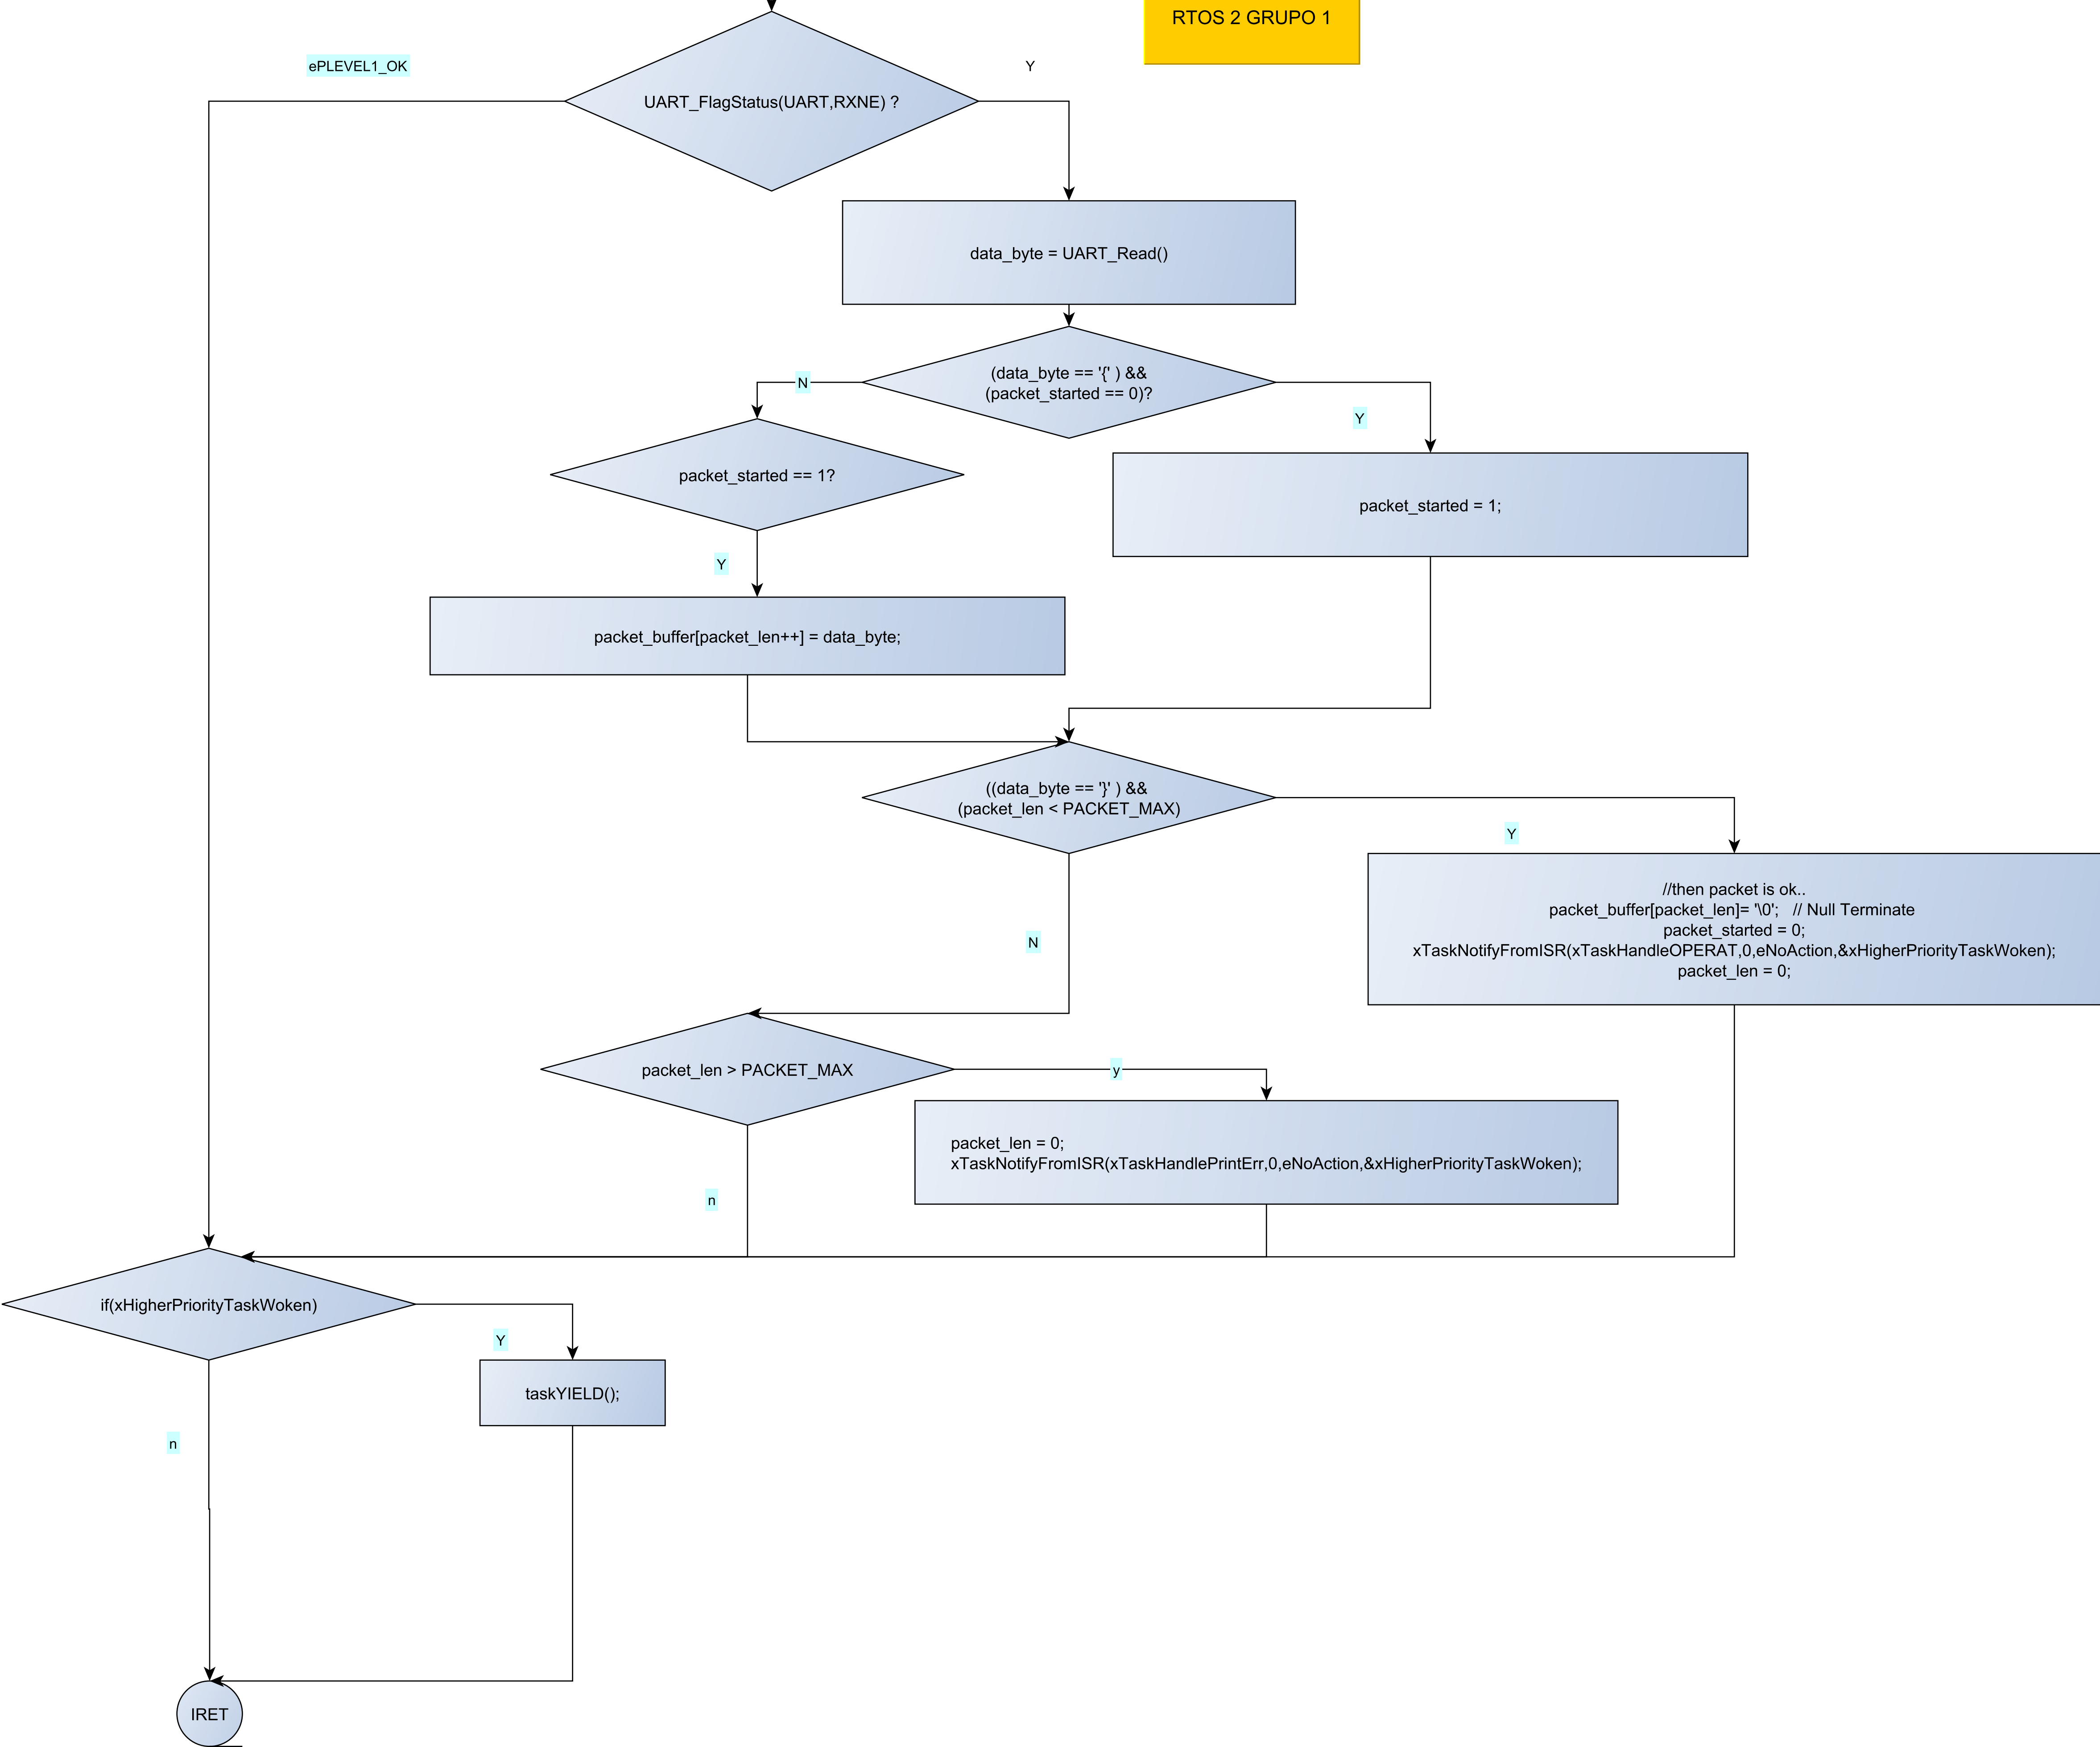 RTOS 2 GRUPO 1
ePLEVEL1_OK
Y
UART_FlagStatus(UART,RXNE) ?
data_byte = UART_Read()
(data_byte == '{' ) &&
(packet_started == 0)?
N
Y
packet_started == 1?
packet_started = 1;
Y
packet_buffer[packet_len++] = data_byte;
((data_byte == '}' ) &&
(packet_len < PACKET_MAX)
Y
//then packet is ok..
packet_buffer[packet_len]= '\0';   // Null Terminate
packet_started = 0;
xTaskNotifyFromISR(xTaskHandleOPERAT,0,eNoAction,&xHigherPriorityTaskWoken);
packet_len = 0;
N
packet_len > PACKET_MAX
y
packet_len = 0;
xTaskNotifyFromISR(xTaskHandlePrintErr,0,eNoAction,&xHigherPriorityTaskWoken);
n
if(xHigherPriorityTaskWoken)
Y
taskYIELD();
n
IRET